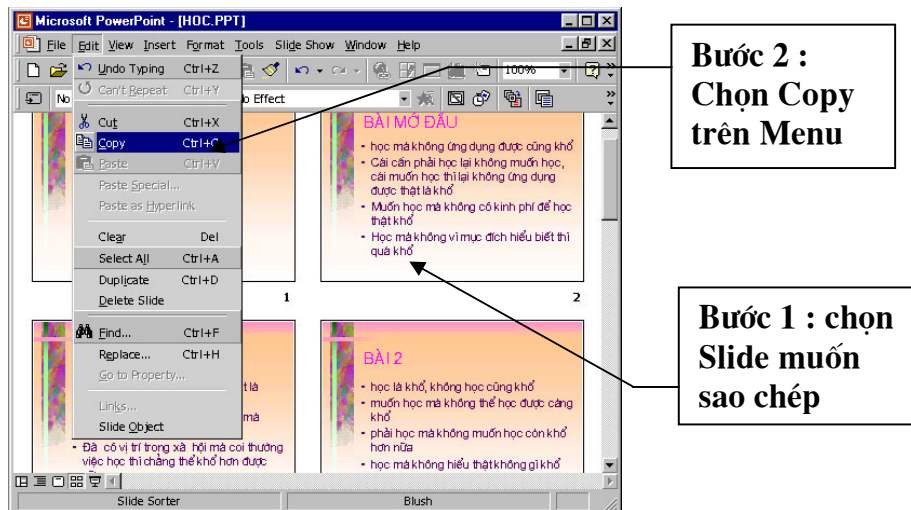 Microsoft PowerPoint - [HOC.PPT]
File Edit View Insert Format Tools Slide Show Window Help
100%
No Effect
Undo Typing Ctrl+Z
Can't Repeat Ctrl+Y
Cut Ctrl+X
Copy Ctrl+C
Paste Ctrl+V
Paste Special...
Paste as Hyperlink
Clear Del
Select All Ctrl+A
Duplicate Ctrl+D
Delete Slide
Find... Ctrl+F
Replace... Ctrl+H
Go to Property...
Links...
Slide Object
BÀI MỞ ĐẦU
• học mà không ứng dụng được cũng khổ
• Cái cần phải học lại không muốn học,
cái muốn học thì lại không ứng dụng
được thật là khổ
• Muốn học mà không có kinh phí để học
thật khổ
• Học mà không vì mục đích hiểu biết thì
quá khổ
1
2
t là
mà
• Đã có vị trí trong xã hội mà coi thường
việc học thì chẳng thể khổ hơn được
BÀI 2
• học là khổ, không học cũng khổ
• muốn học mà không thể học được càng
khổ
• phải học mà không muốn học còn khổ
hơn nữa
• học mà không hiểu thật không gì khổ
Slide Sorter
Blush
Bước 2 :
Chọn Copy
trên Menu
Bước 1 : chọn
Slide muốn
sao chép